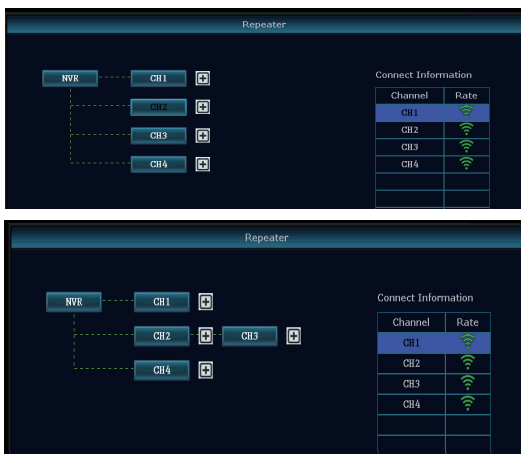 Repeater
NVR CH1
Connect Information
Channel Rate
CH1
CH2
CH2
CH3
CH3
CH4
CH4
Repeater
NVR CH1
Connect Information
Channel Rate
CH2 CH3
CH1
CH2
CH4
CH3
CH4